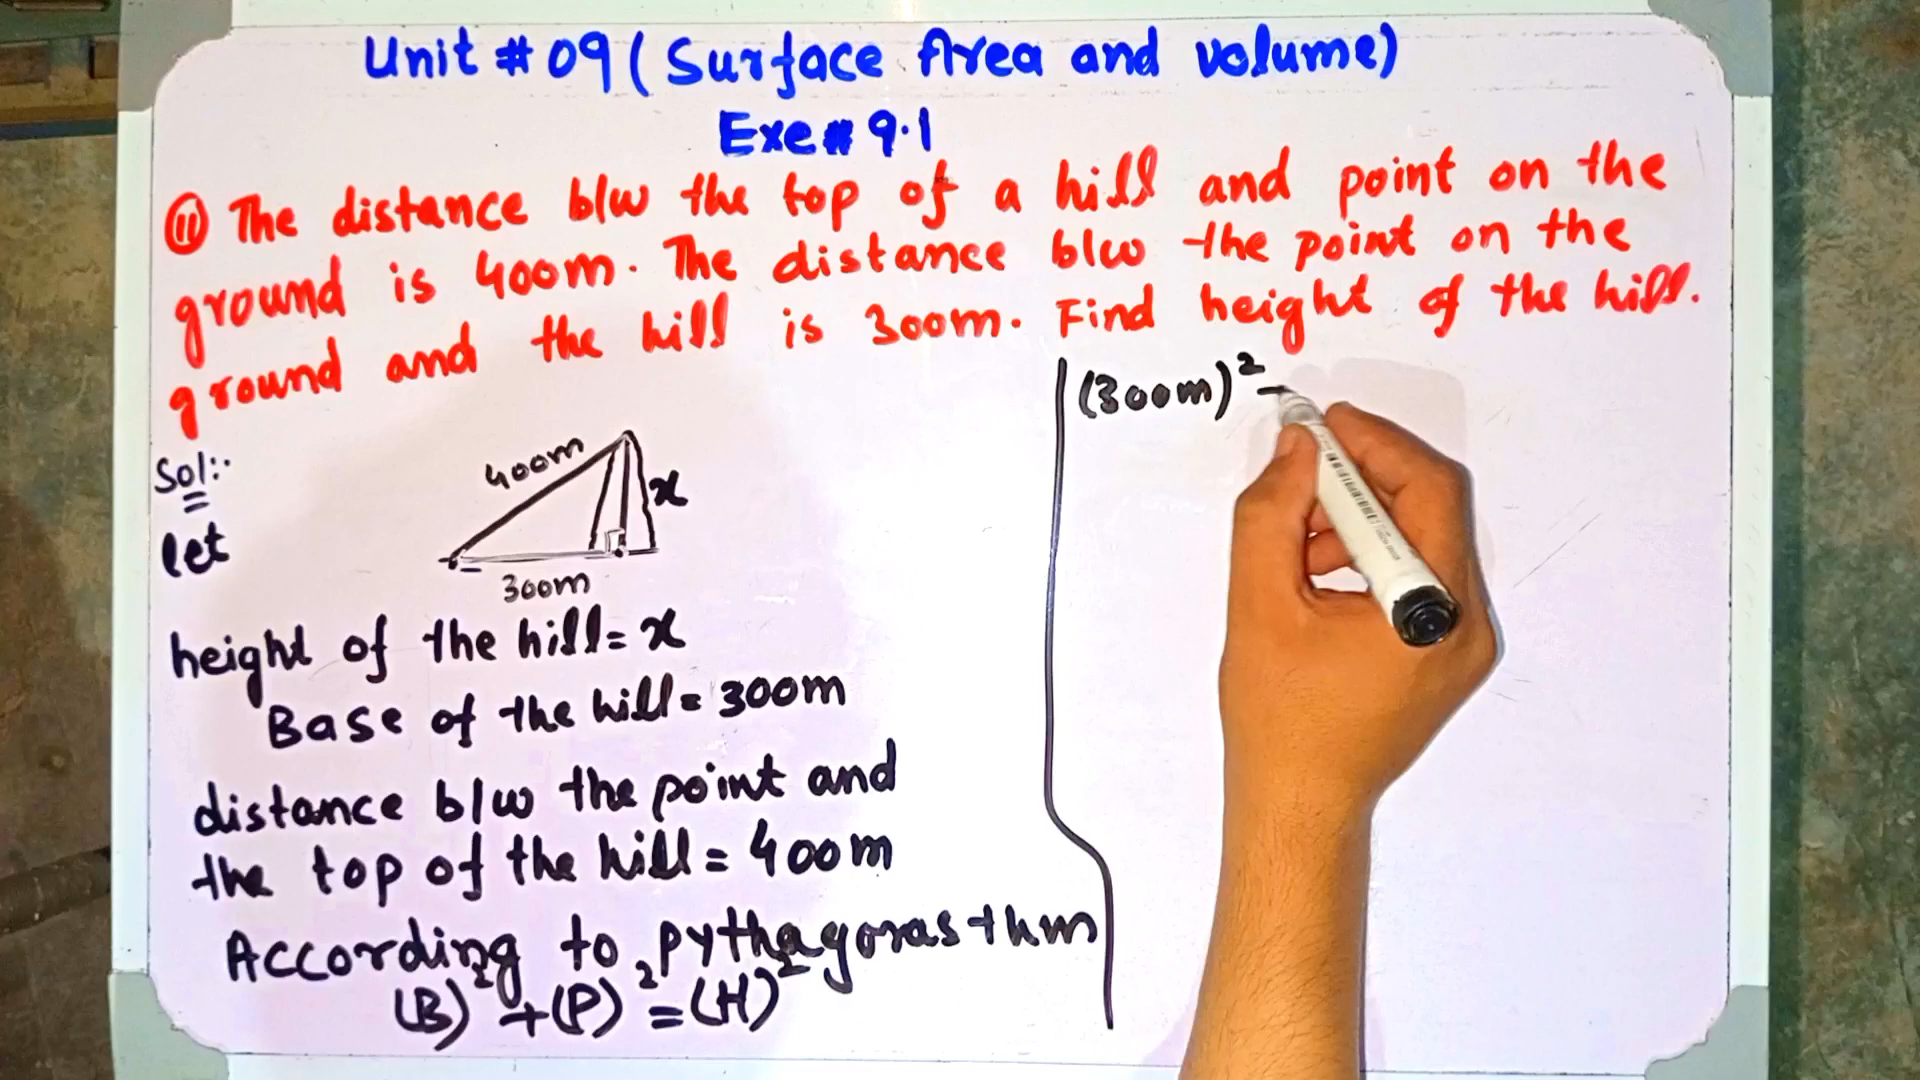 Unit # 09 (Surface Area and volume)
Exe # 9.1
⑪ The distance b/w the top of a hill and point on the
ground is 400m. The distance b/w the point on the
ground and the hill is 300m. Find height of the hill.
Sol:-
let
400m
x
300m
height of the hill = x
Base of the hill = 300m
distance b/w the point and
the top of the hill = 400m
According to pythagoras thm
(B)² + (P)² = (H)²
(300m)²